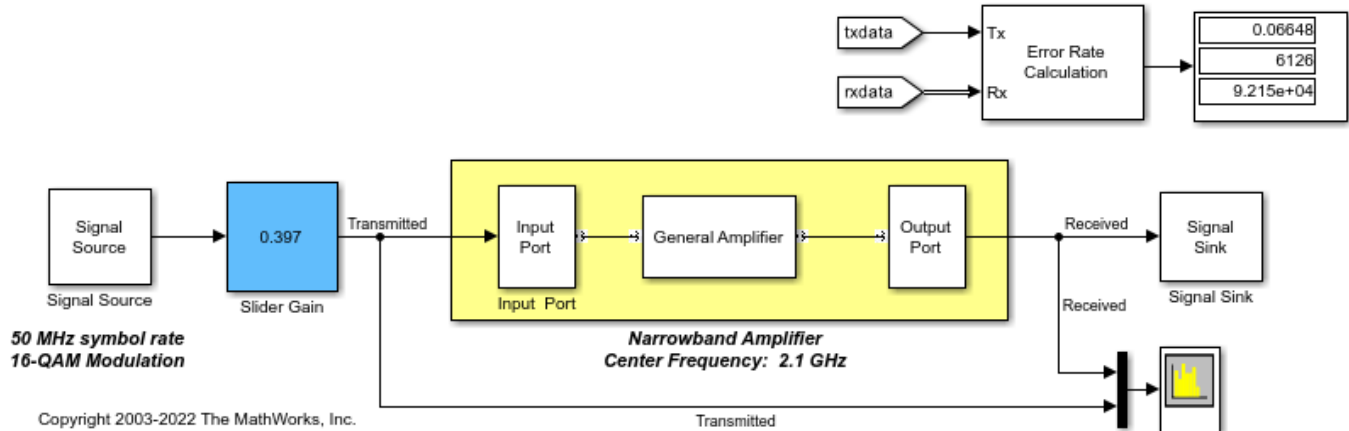 txdata
Tx
Error Rate
Calculation
0.06648
6126
9.215e+04
rxdata
Rx
Signal
Source
Signal Source
0.397
Slider Gain
Transmitted
Input
Port
Input  Port
General Amplifier
Output
Port
Received
Signal
Sink
Signal Sink
Received
50 MHz symbol rate
16-QAM Modulation
Narrowband Amplifier
Center Frequency:  2.1 GHz
Copyright 2003-2022 The MathWorks, Inc.
Transmitted